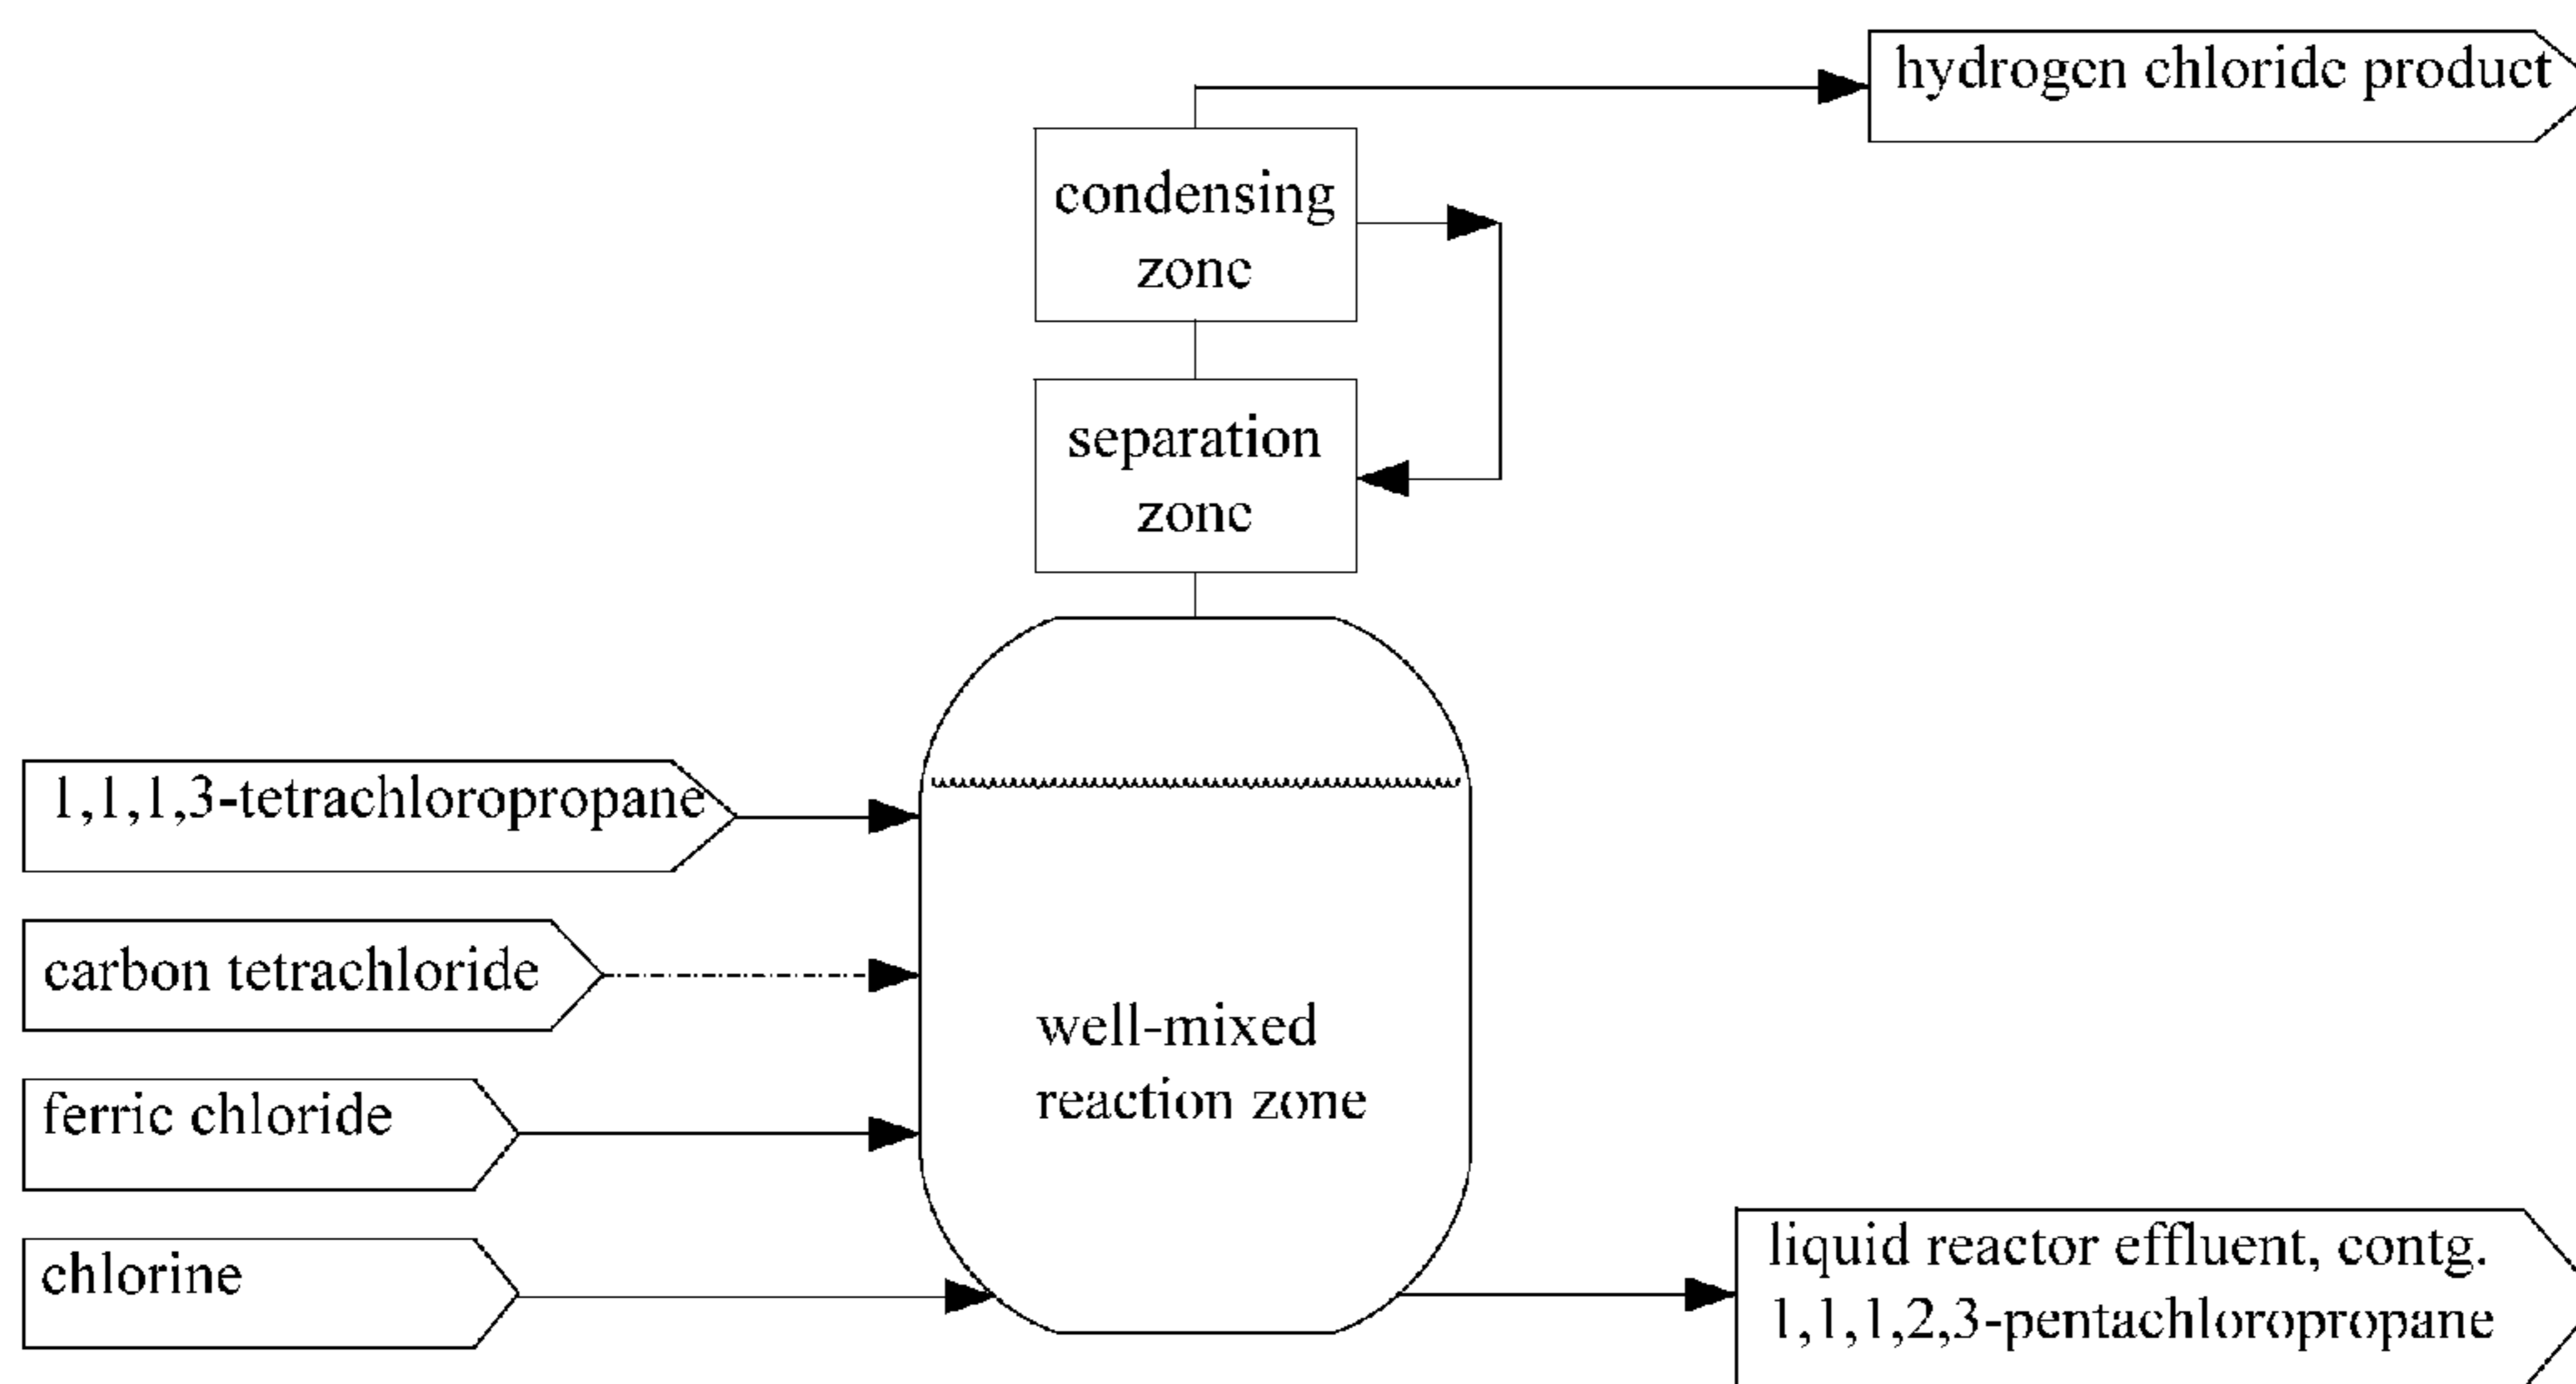 hydrogen chloride product
condensing
zone
separation
zone
1,1,1,3-tetrachloropropane
carbon tetrachloride
well-mixed
reaction zone
ferric chloride
chlorine
liquid reactor effluent, contg.
1,1,1,2,3-pentachloropropane